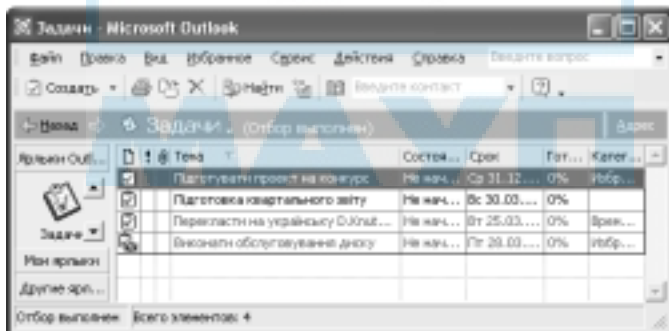 Задачи - Microsoft Outlook
Файл Правка Вид Избранное Сервис Действия Справка Введите вопрос
Создать Найти Введите контакт
Назад Задачи (Отбор выполнен) Адрес
Ярлыки Outl... Тема Состоя... Срок Гот... Катег...
Підготувати проект на конкурс Не нач... Ср 31.12.... 0% Избр...
Підготовка квартального звіту Не нач... Вс 30.03.... 0%
Задачи Перекласти на українську D.Knut... Не нач... Вт 25.03.... 0% Врем...
Виконати обслуговування диску Не нач... Пт 28.03.... 0% Избр...
Мои ярлыки
Другие ярл...
Отбор выполнен Всего элементов: 4
МАУП